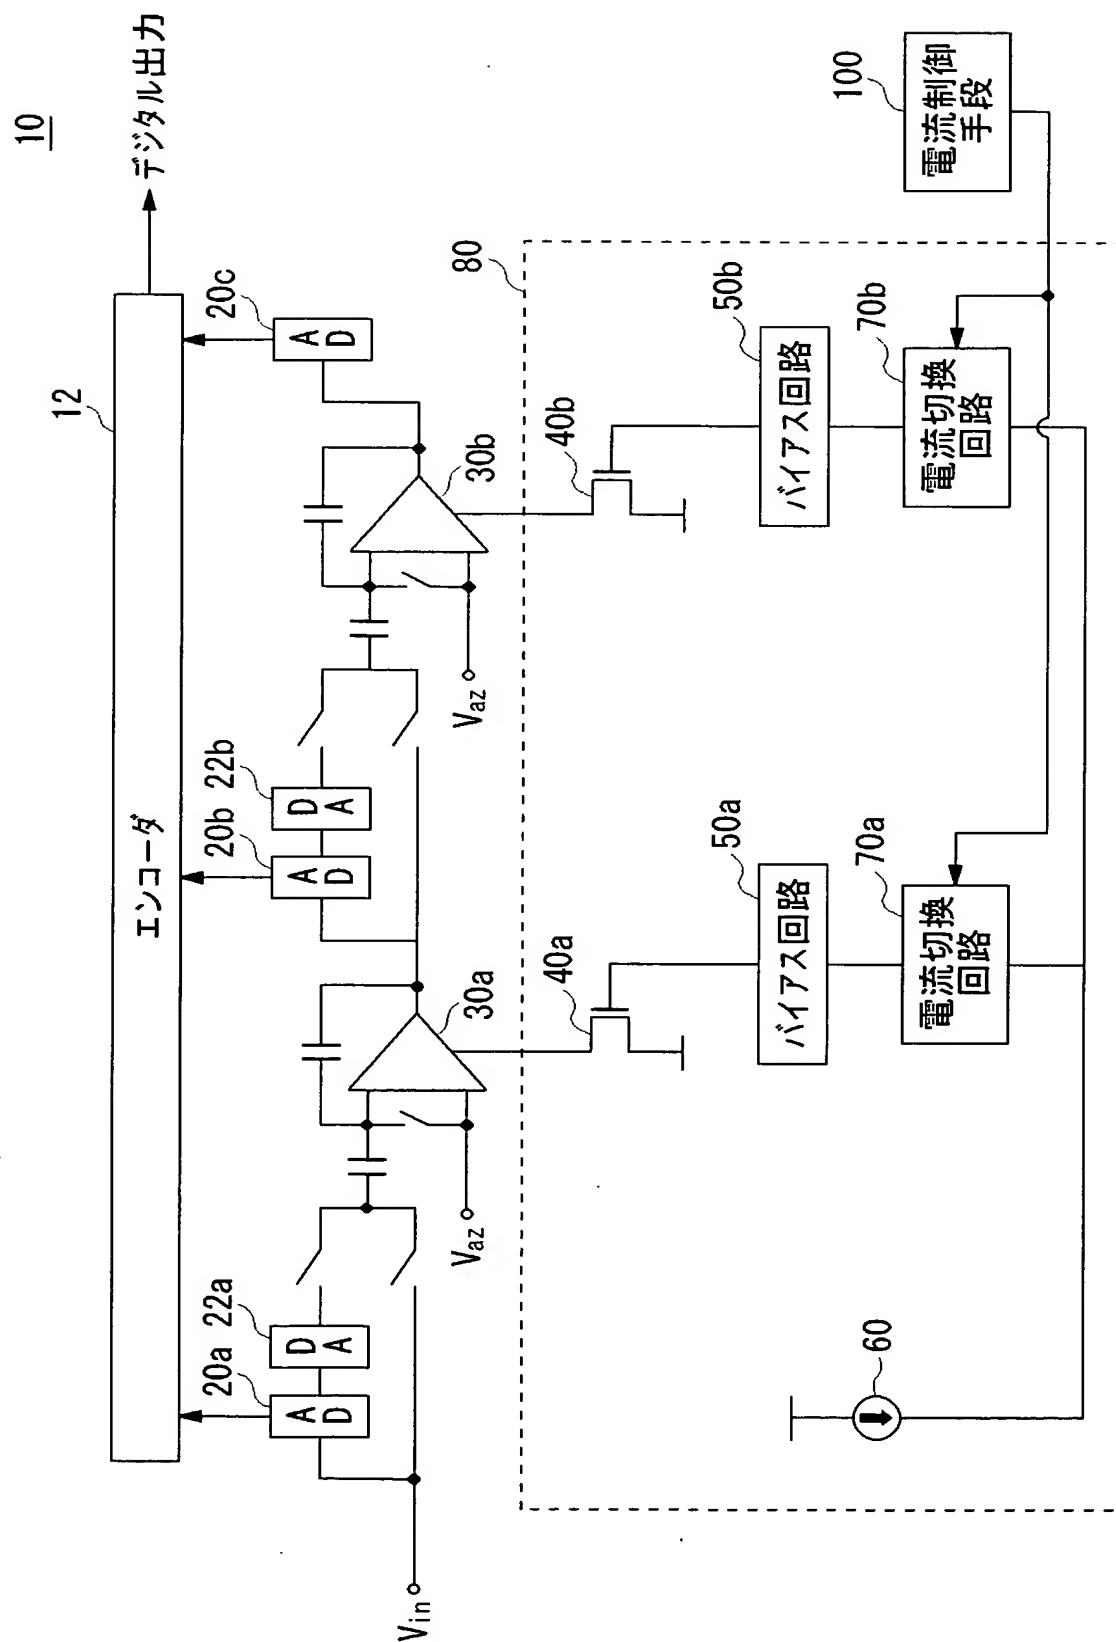 10
デジタル出力
12
エンコーダ
20a
22a
20b
22b
20c
A
D
D
A
A
D
D
A
A
D
Vin
Vaz
Vaz
30a
30b
80
40a
40b
50a
バイアス回路
50b
バイアス回路
60
70a
電流切換
回路
70b
電流切換
回路
100
電流制御
手段